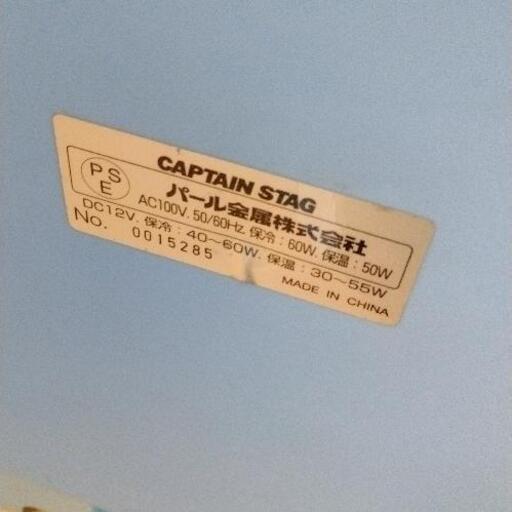 CAPTAIN STAG
PS
E
パール金属株式会社
AC100V. 50/60Hz. 保冷：60W. 保温：50W
DC12V. 保冷：40～60W. 保温：30～55W
No. 0015285
MADE IN CHINA